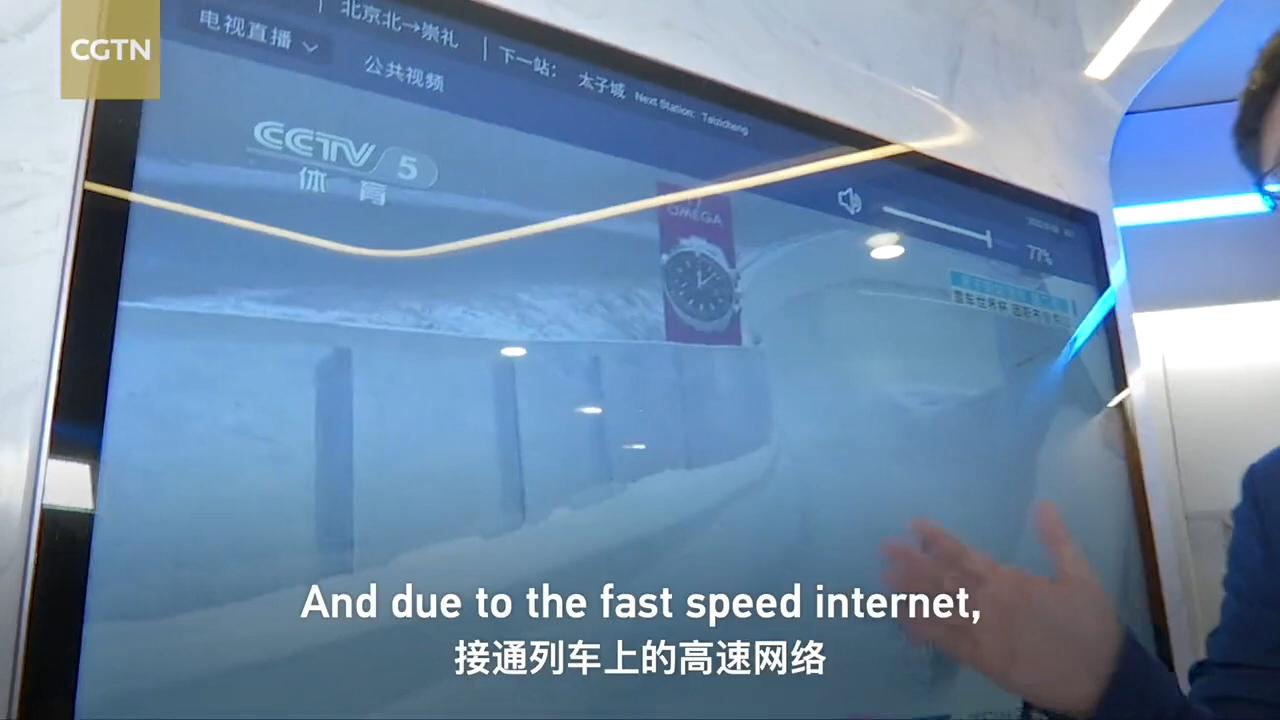 CGTN
北京北→崇礼
电视直播
下一站: 太子城 Next Station: Taizicheng
公共视频
CCTV 5
体育
OMEGA
77%
And due to the fast speed internet,
接通列车上的高速网络